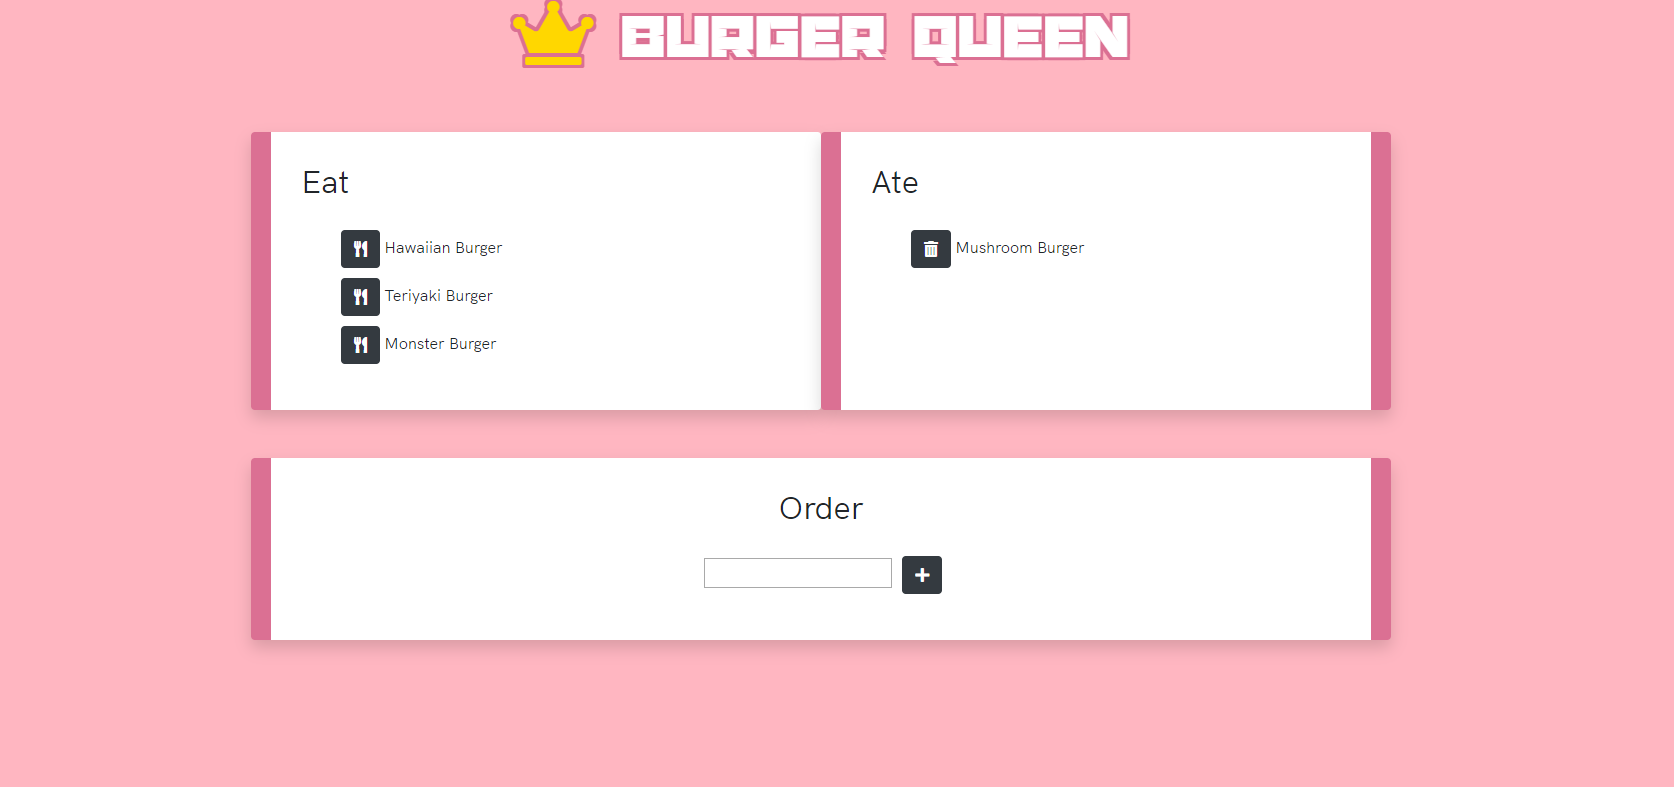 BURGER QUEEN
Eat
Hawaiian Burger
Teriyaki Burger
Monster Burger
Ate
Mushroom Burger
Order